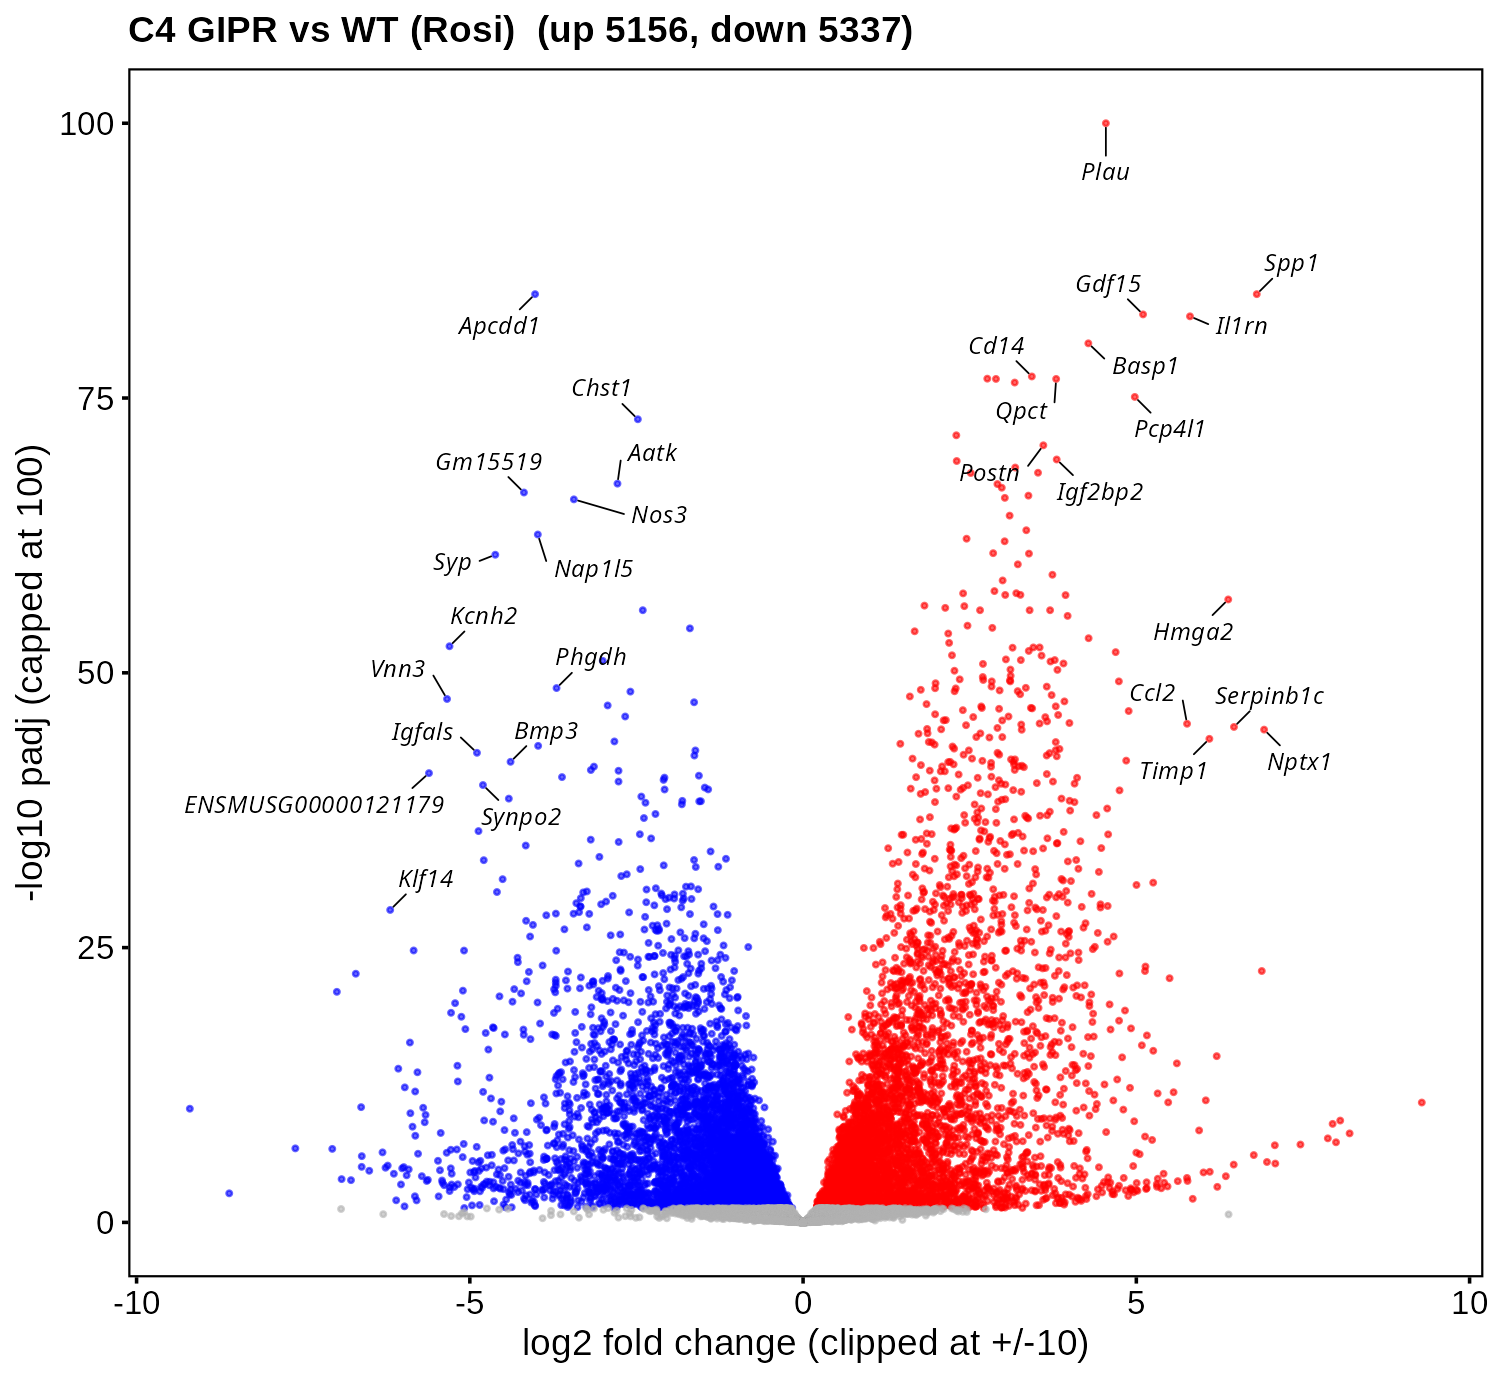 C4 GIPR vs WT (Rosi)  (up 5156, down 5337)
100
Plau
Spp1
Gdf15
Apcdd1
Il1rn
Cd14
Basp1
Chst1
75
Qpct
Pcp4l1
Aatk
Gm15519
Postn
Igf2bp2
Nos3
Syp
Nap1l5
Kcnh2
Hmga2
Phgdh
Vnn3
50
Ccl2
Serpinb1c
Igfals
Bmp3
Timp1
Nptx1
ENSMUSG00000121179
Synpo2
Klf14
25
0
-log10 padj (capped at 100)
-10
-5
0
5
10
log2 fold change (clipped at +/-10)